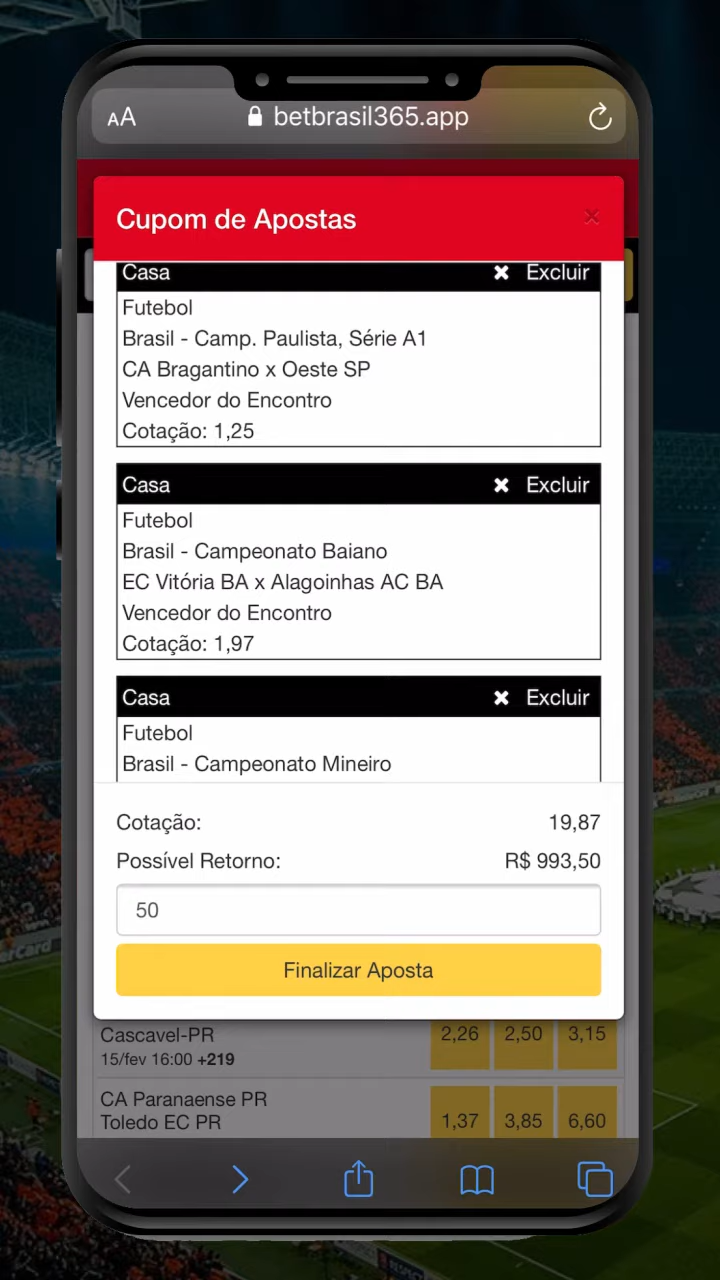 AA
betbrasil365.app
Cupom de Apostas
×
Casa
✖ Excluir
Futebol
Brasil - Camp. Paulista, Série A1
CA Bragantino x Oeste SP
Vencedor do Encontro
Cotação: 1,25
Casa
✖ Excluir
Futebol
Brasil - Campeonato Baiano
EC Vitória BA x Alagoinhas AC BA
Vencedor do Encontro
Cotação: 1,97
Casa
✖ Excluir
Futebol
Brasil - Campeonato Mineiro
Cotação: 19,87
Possível Retorno: R$ 993,50
50
Finalizar Aposta
Cascavel-PR
15/fev 16:00 +219
2,26 2,50 3,15
CA Paranaense PR
Toledo EC PR
1,37 3,85 6,60